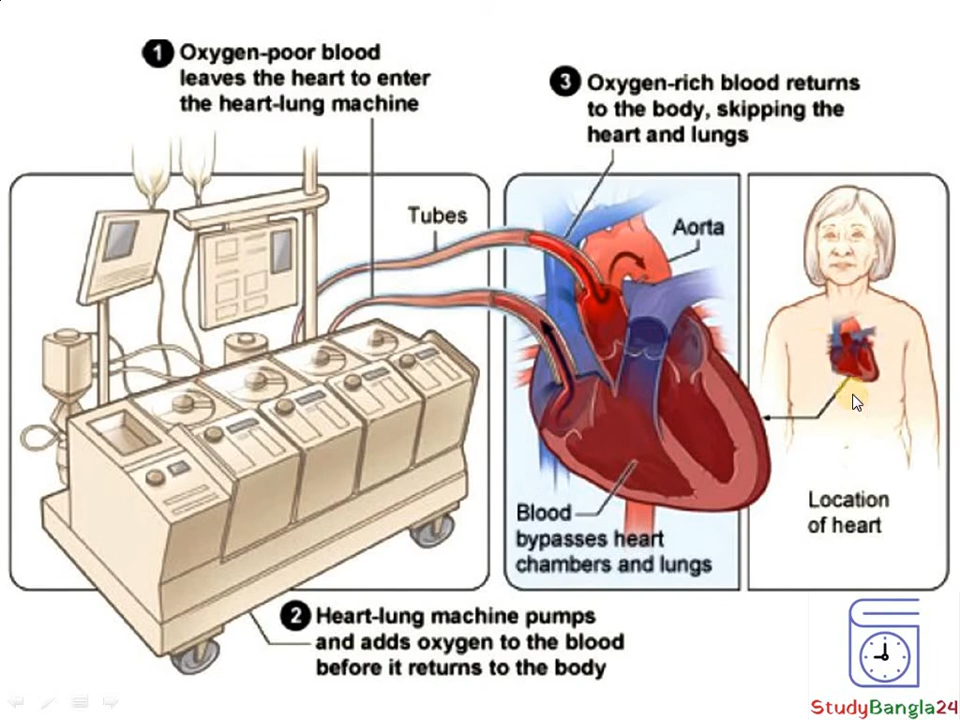 1 Oxygen-poor blood
leaves the heart to enter
the heart-lung machine
3 Oxygen-rich blood returns
to the body, skipping the
heart and lungs
Tubes
Aorta
Blood
bypasses heart
chambers and lungs
Location
of heart
2 Heart-lung machine pumps
and adds oxygen to the blood
before it returns to the body
StudyBangla24